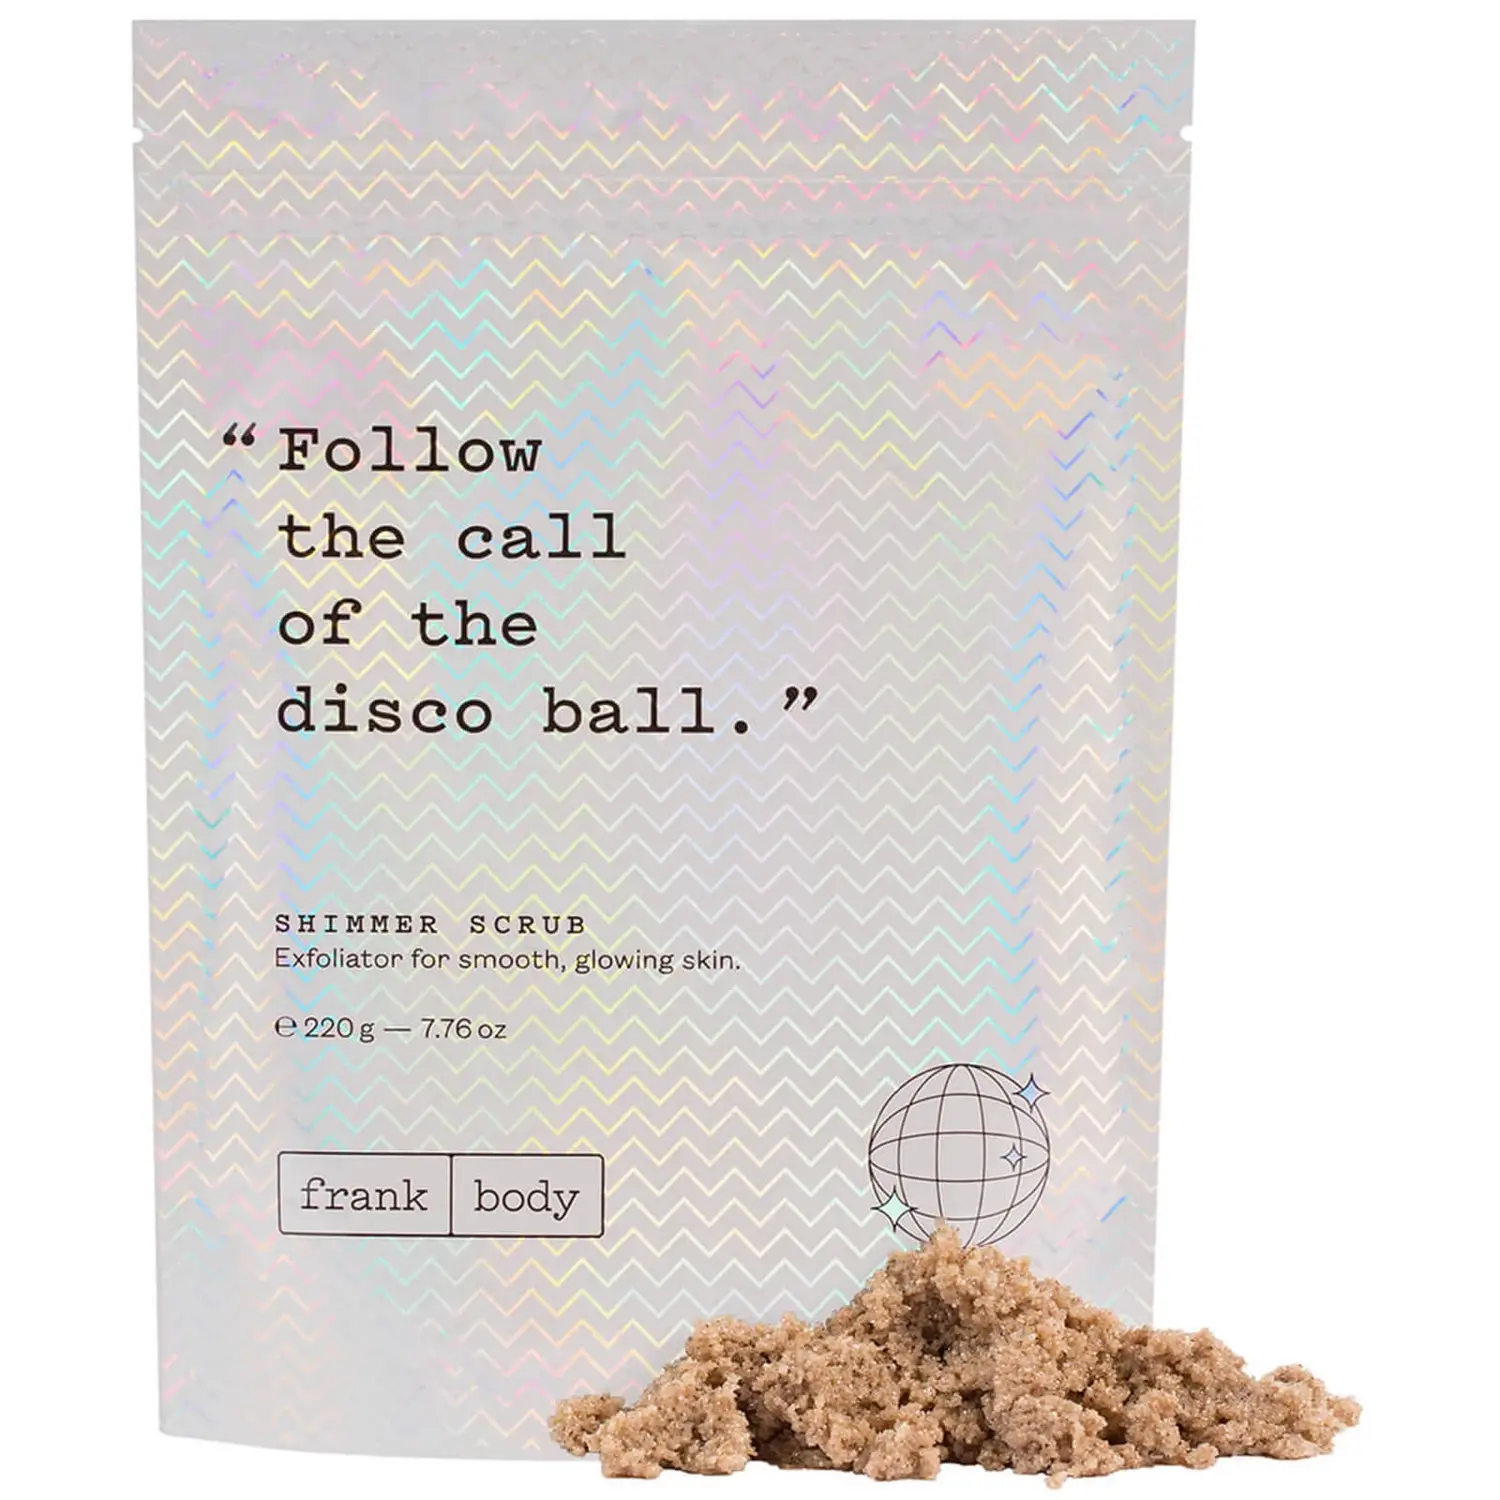 “Follow
the call
of the
disco ball.”
SHIMMER SCRUB
Exfoliator for smooth, glowing skin.
℮ 220 g — 7.76 oz
frank body